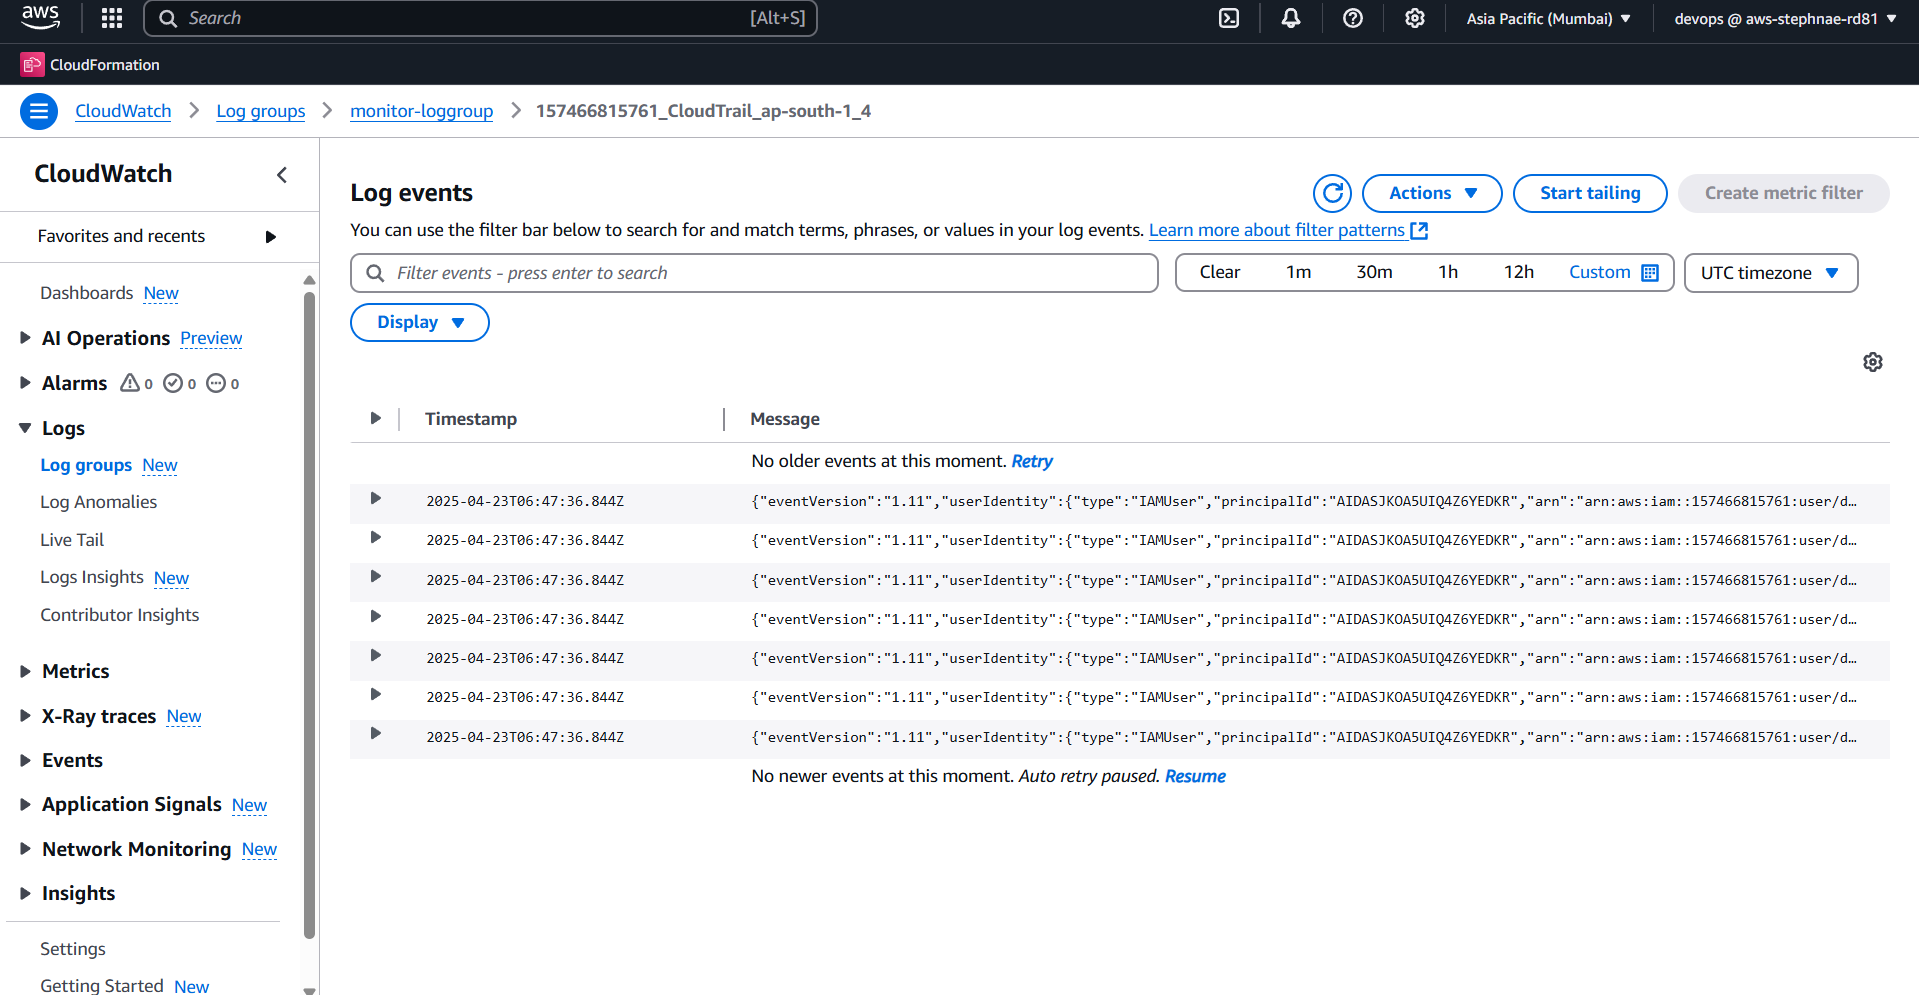 aws
Search [Alt+S] Asia Pacific (Mumbai) devops @ aws-stephnae-rd81
CloudFormation
CloudWatch Log groups monitor-loggroup 157466815761_CloudTrail_ap-south-1_4
CloudWatch
Favorites and recents
Dashboards New
AI Operations Preview
Alarms 0 0 0
Logs
Log groups New
Log Anomalies
Live Tail
Logs Insights New
Contributor Insights
Metrics
X-Ray traces New
Events
Application Signals New
Network Monitoring New
Insights
Settings
Getting Started New
Log events
Actions Start tailing Create metric filter
You can use the filter bar below to search for and match terms, phrases, or values in your log events. Learn more about filter patterns
Filter events - press enter to search Clear 1m 30m 1h 12h Custom UTC timezone
Display
Timestamp Message
No older events at this moment. Retry
2025-04-23T06:47:36.844Z {"eventVersion":"1.11","userIdentity":{"type":"IAMUser","principalId":"AIDASJKOA5UIQ4Z6YEDKR","arn":"arn:aws:iam::157466815761:user/d…
2025-04-23T06:47:36.844Z {"eventVersion":"1.11","userIdentity":{"type":"IAMUser","principalId":"AIDASJKOA5UIQ4Z6YEDKR","arn":"arn:aws:iam::157466815761:user/d…
2025-04-23T06:47:36.844Z {"eventVersion":"1.11","userIdentity":{"type":"IAMUser","principalId":"AIDASJKOA5UIQ4Z6YEDKR","arn":"arn:aws:iam::157466815761:user/d…
2025-04-23T06:47:36.844Z {"eventVersion":"1.11","userIdentity":{"type":"IAMUser","principalId":"AIDASJKOA5UIQ4Z6YEDKR","arn":"arn:aws:iam::157466815761:user/d…
2025-04-23T06:47:36.844Z {"eventVersion":"1.11","userIdentity":{"type":"IAMUser","principalId":"AIDASJKOA5UIQ4Z6YEDKR","arn":"arn:aws:iam::157466815761:user/d…
2025-04-23T06:47:36.844Z {"eventVersion":"1.11","userIdentity":{"type":"IAMUser","principalId":"AIDASJKOA5UIQ4Z6YEDKR","arn":"arn:aws:iam::157466815761:user/d…
2025-04-23T06:47:36.844Z {"eventVersion":"1.11","userIdentity":{"type":"IAMUser","principalId":"AIDASJKOA5UIQ4Z6YEDKR","arn":"arn:aws:iam::157466815761:user/d…
No newer events at this moment. Auto retry paused. Resume